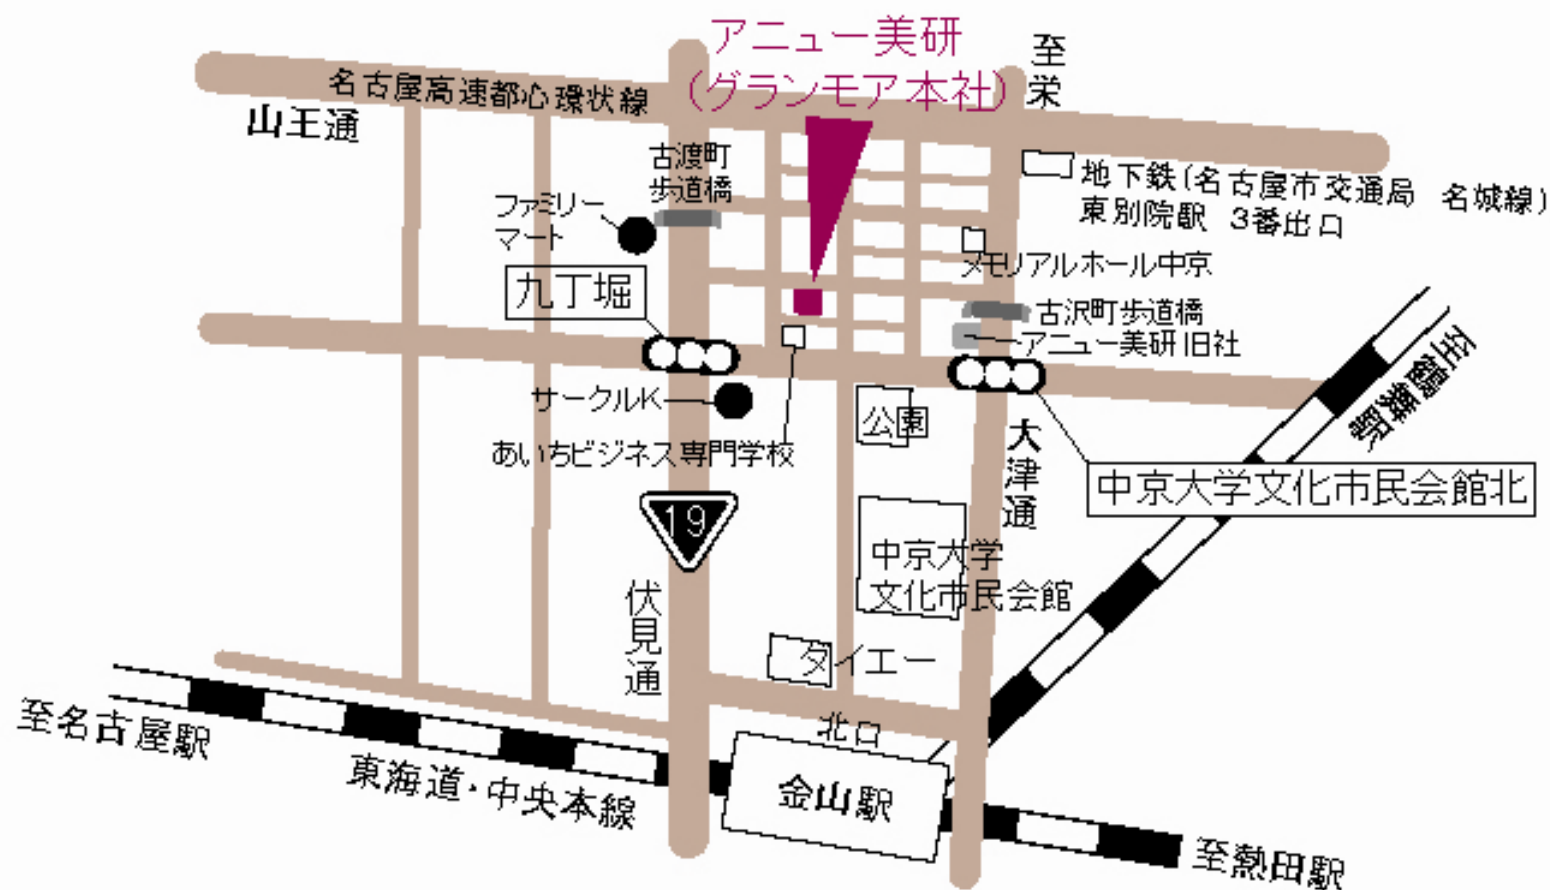 アニュー美研
(グランモア本社)
至栄
名古屋高速都心環状線
山王通
古渡町
歩道橋
ファミリー
マート
地下鉄(名古屋市交通局 名城線)
東別院駅 3番出口
メモリアルホール中京
九丁堀
古沢町歩道橋
アニュー美研旧社
至鶴舞駅
サークルK
公園
あいちビジネス専門学校
大津通
中京大学文化市民会館北
19
中京大学
文化市民会館
伏見通
ダイエー
北口
至名古屋駅
東海道・中央本線
金山駅
至熱田駅